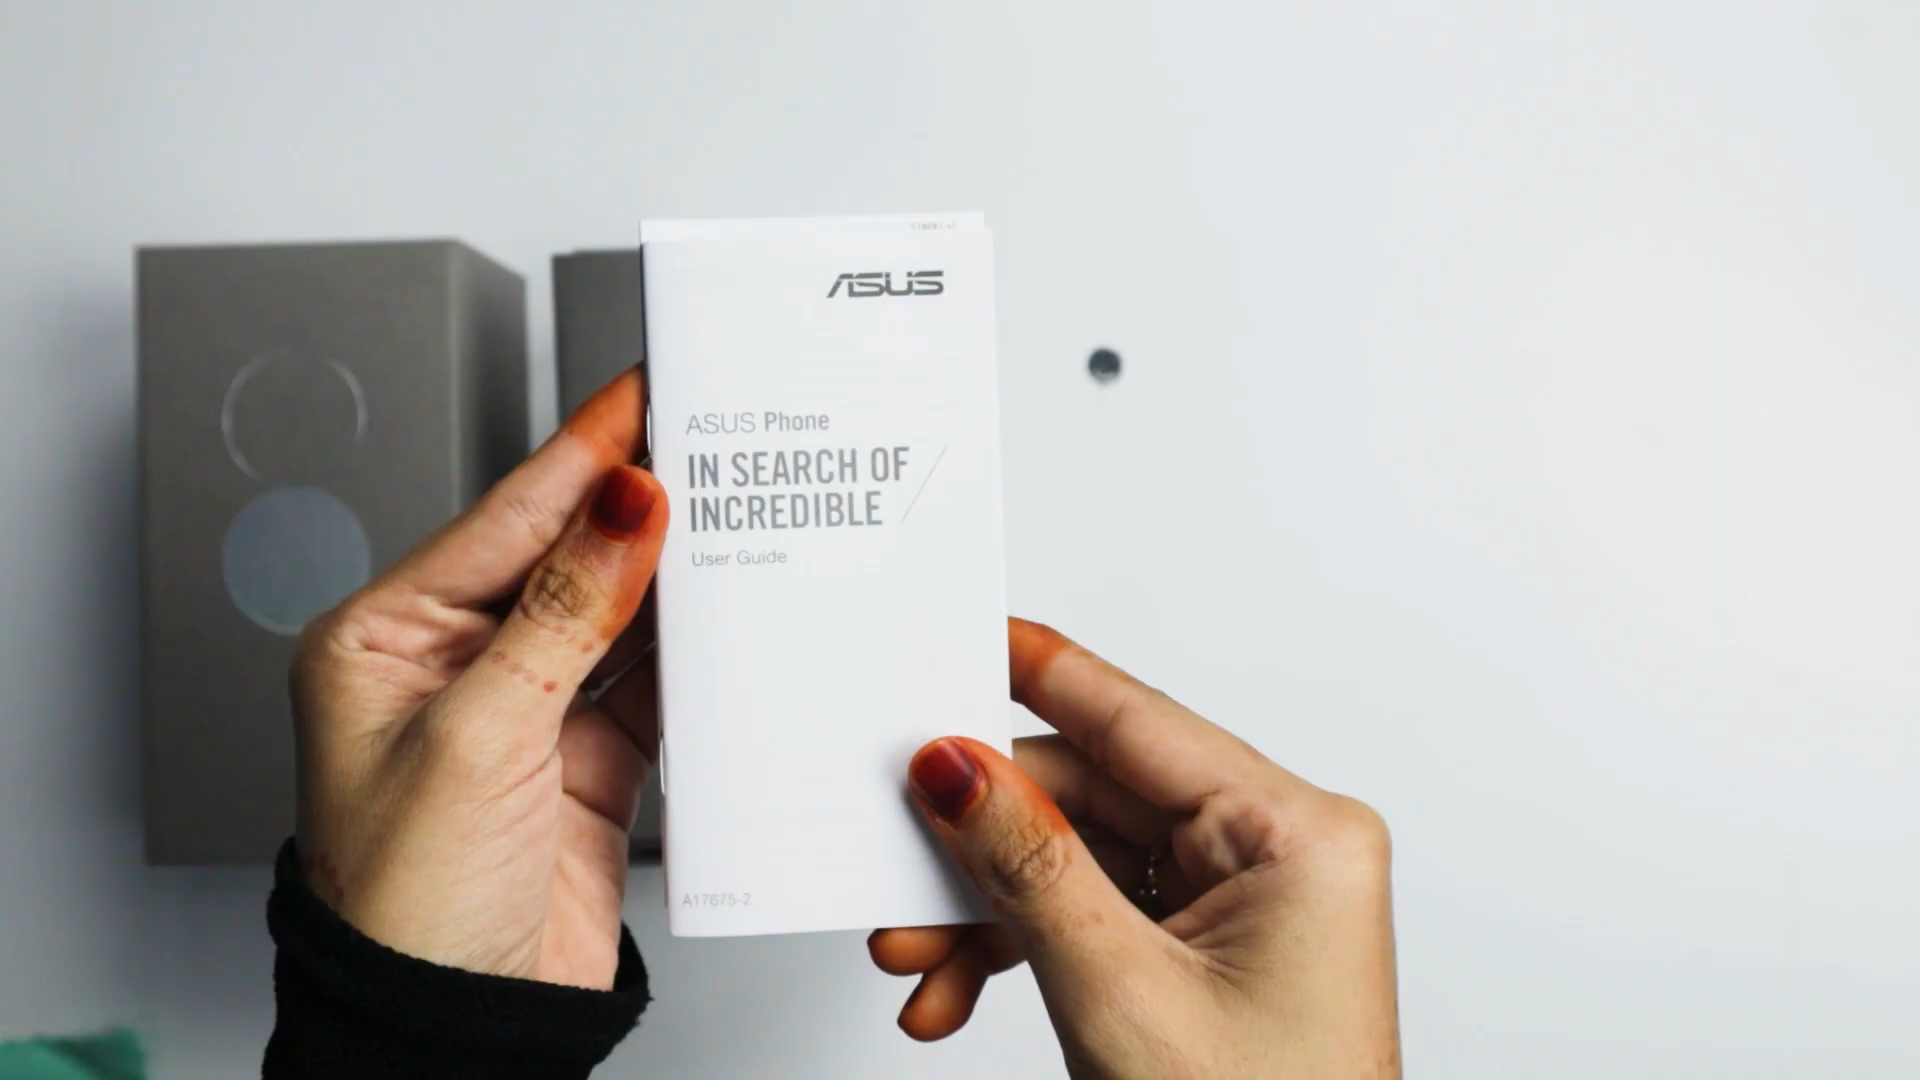 ASUS
ASUS Phone
IN SEARCH OF
INCREDIBLE
User Guide
A17675-2